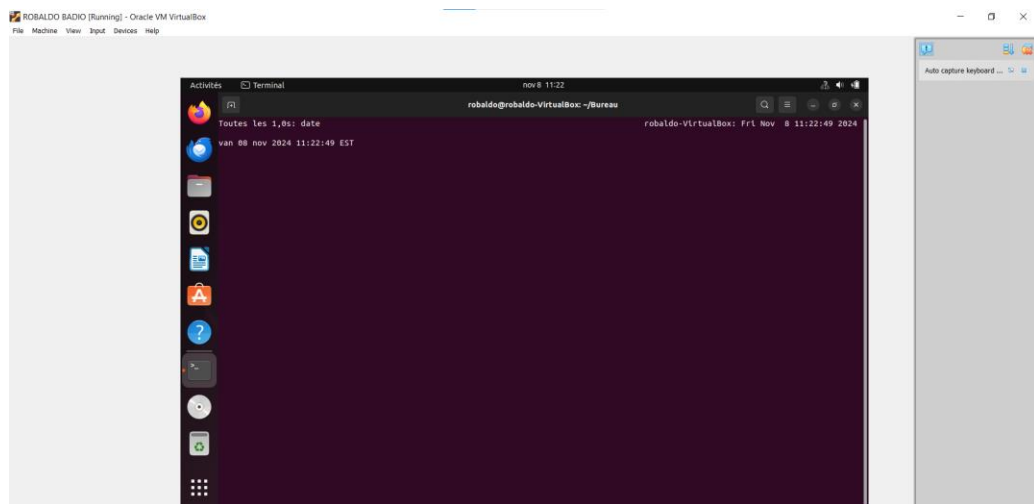 ROBALDO BADIO [Running] - Oracle VM VirtualBox
File Machine View Input Devices Help
Auto capture keyboard ...
Activités Terminal nov 8 11:22
robaldo@robaldo-VirtualBox: ~/Bureau
Toutes les 1,0s: date robaldo-VirtualBox: Fri Nov 8 11:22:49 2024
van 08 nov 2024 11:22:49 EST